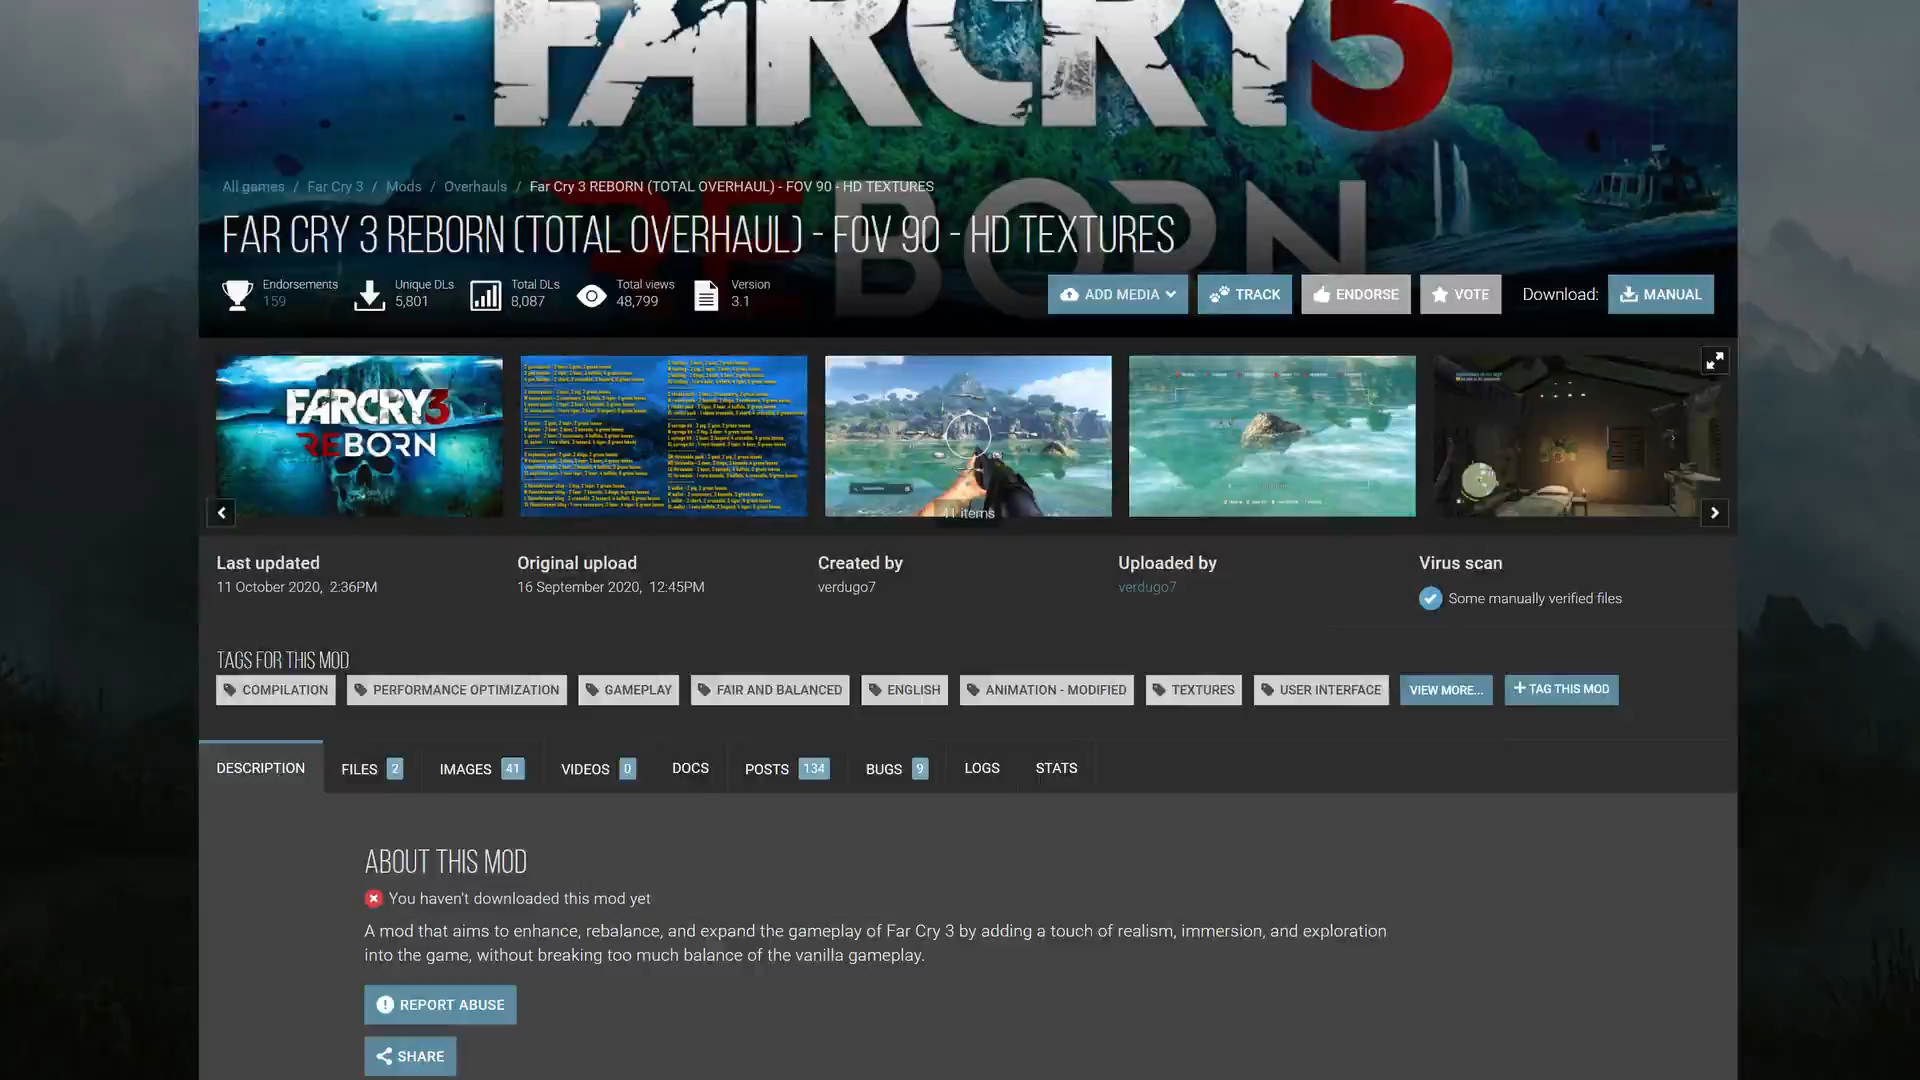 FARCRY3
REBORN
All games / Far Cry 3 / Mods / Overhauls / Far Cry 3 REBORN (TOTAL OVERHAUL) - FOV 90 - HD TEXTURES
FAR CRY 3 REBORN (TOTAL OVERHAUL) - FOV 90 - HD TEXTURES
Endorsements Unique DLs Total DLs Total views Version
159 5,801 8,087 48,799 3.1
ADD MEDIA TRACK ENDORSE VOTE Download: MANUAL
FARCRY3
REBORN
41 items
Last updated Original upload Created by Uploaded by Virus scan
11 October 2020, 2:36PM 16 September 2020, 12:45PM verdugo7 verdugo7 Some manually verified files
TAGS FOR THIS MOD
COMPILATION PERFORMANCE OPTIMIZATION GAMEPLAY FAIR AND BALANCED ENGLISH ANIMATION - MODIFIED TEXTURES USER INTERFACE VIEW MORE... + TAG THIS MOD
DESCRIPTION FILES 2 IMAGES 41 VIDEOS 0 DOCS POSTS 134 BUGS 9 LOGS STATS
ABOUT THIS MOD
You haven't downloaded this mod yet
A mod that aims to enhance, rebalance, and expand the gameplay of Far Cry 3 by adding a touch of realism, immersion, and exploration
into the game, without breaking too much balance of the vanilla gameplay.
REPORT ABUSE
SHARE